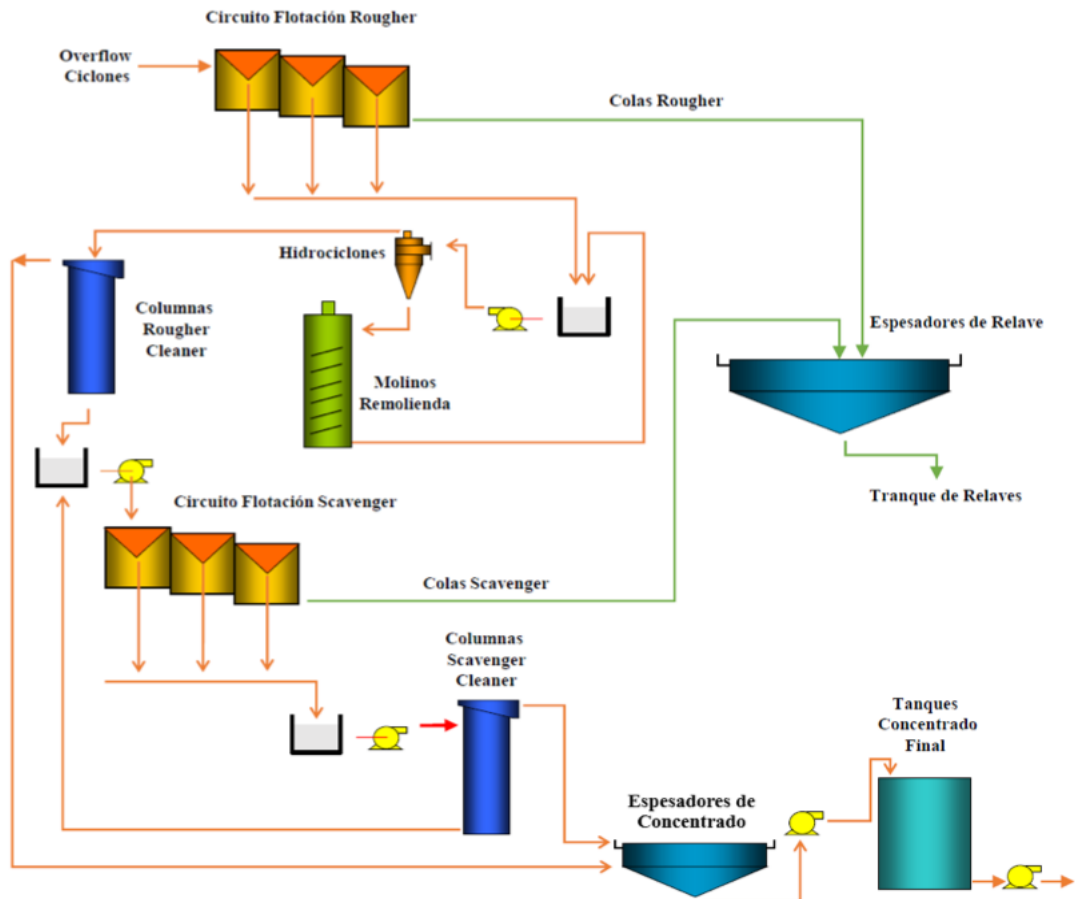 Circuito Flotación Rougher
Overflow
Ciclones
Colas Rougher
Hidrociclones
Columnas
Rougher
Cleaner
Espesadores de Relave
Molinos
Remolienda
Tranque de Relaves
Circuito Flotación Scavenger
Colas Scavenger
Columnas
Scavenger
Cleaner
Tanques
Concentrado
Final
Espesadores de
Concentrado